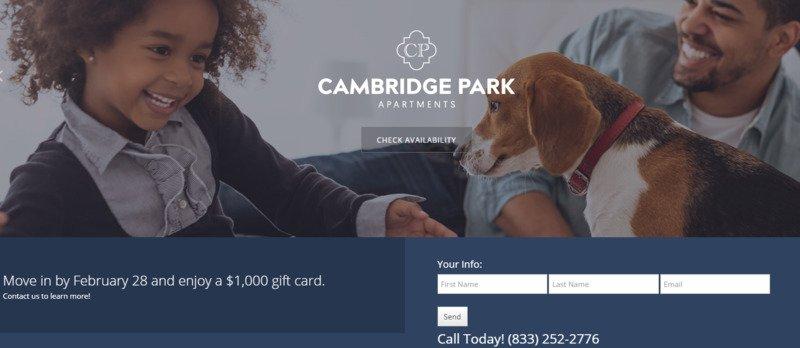 CP
CAMBRIDGE PARK
APARTMENTS
CHECK AVAILABILITY
Move in by February 28 and enjoy a $1,000 gift card.
Contact us to learn more!
Your Info:
First Name Last Name Email
Send
Call Today! (833) 252-2776